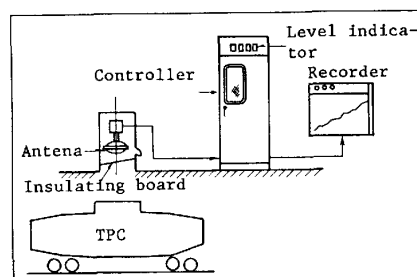 Level indica-
tor
Controller
Recorder
Antena
Insulating board
TPC